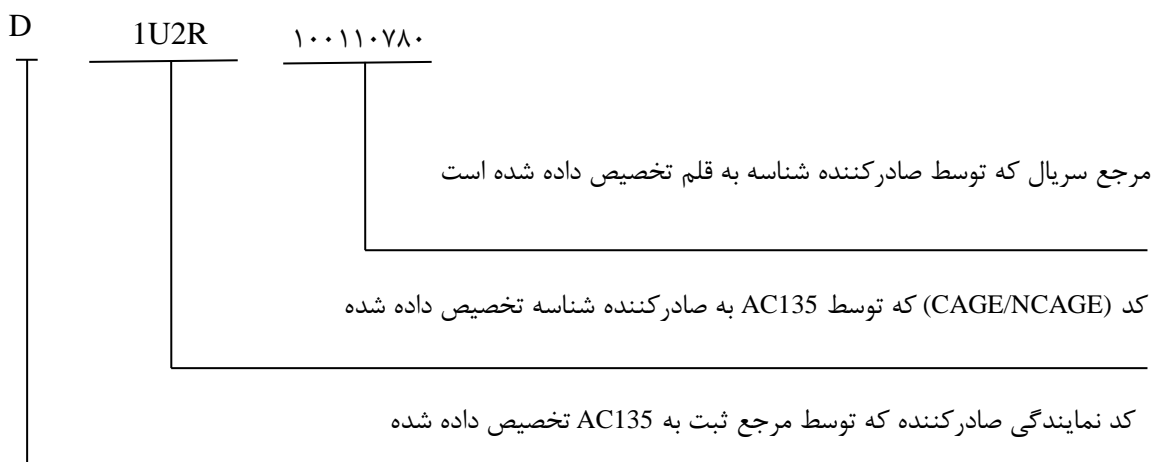 D 1U2R ۱۰۰۱۱۰۷۸۰
مرجع سریال که توسط صادرکننده شناسه به قلم تخصیص داده شده است
کد (CAGE/NCAGE) که توسط AC135 به صادرکننده شناسه تخصیص داده شده
کد نمایندگی صادرکننده که توسط مرجع ثبت به AC135 تخصیص داده شده